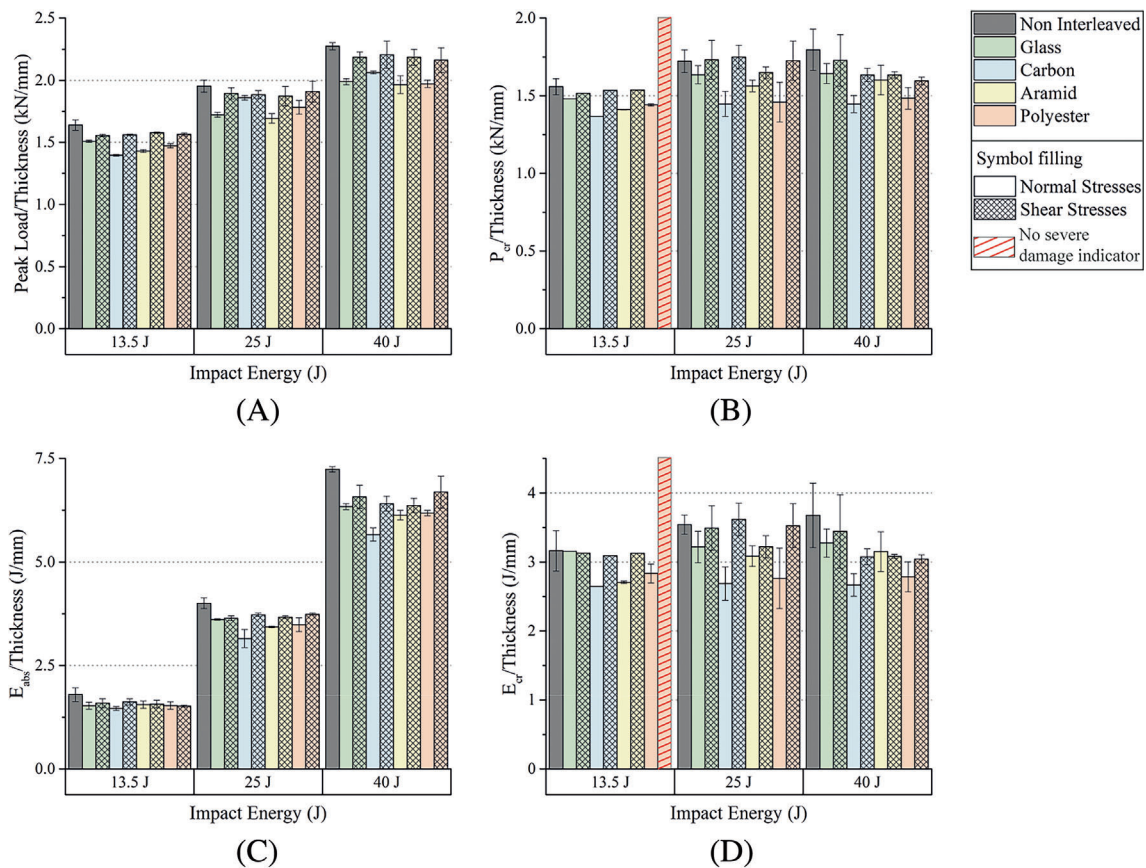 2.5
2.0
1.5
1.0
0.5
0.0
Peak Load/Thickness (kN/mm)
13.5 J 25 J 40 J
Impact Energy (J)
(A)
2.0
1.5
1.0
0.5
0.0
Pcr/Thickness (kN/mm)
13.5 J 25 J 40 J
Impact Energy (J)
(B)
Non Interleaved
Glass
Carbon
Aramid
Polyester
Symbol filling
Normal Stresses
Shear Stresses
No severe
damage indicator
7.5
5.0
2.5
0.0
Eabs/Thickness (J/mm)
13.5 J 25 J 40 J
Impact Energy (J)
(C)
4
3
2
1
0
Ecr/Thickness (J/mm)
13.5 J 25 J 40 J
Impact Energy (J)
(D)